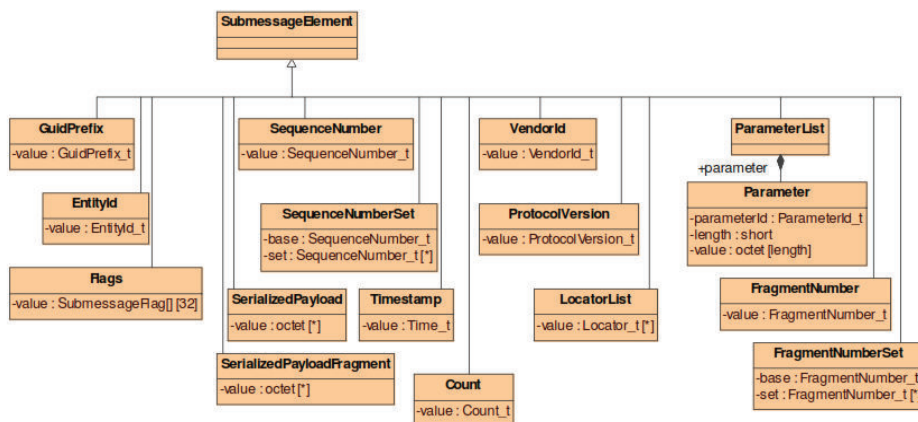 SubmessageElement
GuidPrefix
-value : GuidPrefix_t
SequenceNumber
-value : SequenceNumber_t
VendorId
-value : VendorId_t
ParameterList
+parameter
EntityId
-value : EntityId_t
SequenceNumberSet
-base : SequenceNumber_t
-set : SequenceNumber_t [*]
ProtocolVersion
-value : ProtocolVersion_t
Parameter
-parameterId : ParameterId_t
-length : short
-value : octet [length]
Flags
-value : SubmessageFlag[] [32]
SerializedPayload
-value : octet [*]
Timestamp
-value : Time_t
LocatorList
-value : Locator_t [*]
FragmentNumber
-value : FragmentNumber_t
SerializedPayloadFragment
-value : octet [*]
Count
-value : Count_t
FragmentNumberSet
-base : FragmentNumber_t
-set : FragmentNumber_t [*